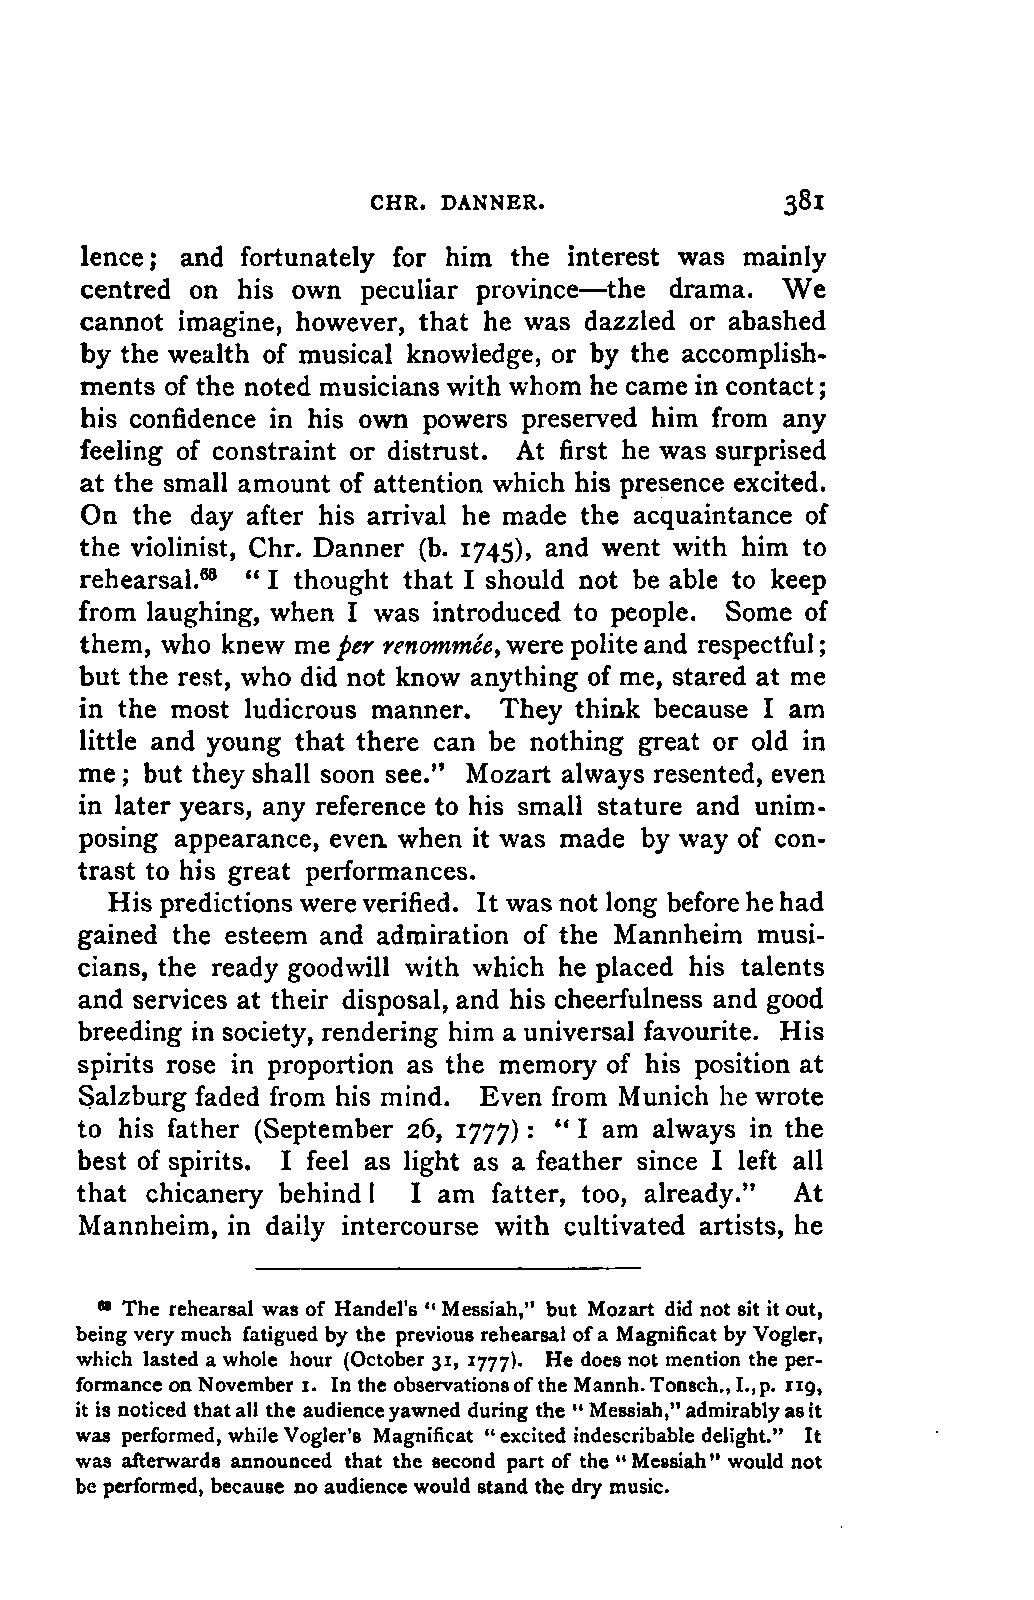 CHR. DANNER. 381
lence; and fortunately for him the interest was mainly
centred on his own peculiar province—the drama. We
cannot imagine, however, that he was dazzled or abashed
by the wealth of musical knowledge, or by the accomplish-
ments of the noted musicians with whom he came in contact;
his confidence in his own powers preserved him from any
feeling of constraint or distrust. At first he was surprised
at the small amount of attention which his presence excited.
On the day after his arrival he made the acquaintance of
the violinist, Chr. Danner (b. 1745), and went with him to
rehearsal.⁶⁸ "I thought that I should not be able to keep
from laughing, when I was introduced to people. Some of
them, who knew me per renommée, were polite and respectful;
but the rest, who did not know anything of me, stared at me
in the most ludicrous manner. They think because I am
little and young that there can be nothing great or old in
me; but they shall soon see." Mozart always resented, even
in later years, any reference to his small stature and unim-
posing appearance, even when it was made by way of con-
trast to his great performances.
His predictions were verified. It was not long before he had
gained the esteem and admiration of the Mannheim musi-
cians, the ready goodwill with which he placed his talents
and services at their disposal, and his cheerfulness and good
breeding in society, rendering him a universal favourite. His
spirits rose in proportion as the memory of his position at
Salzburg faded from his mind. Even from Munich he wrote
to his father (September 26, 1777): "I am always in the
best of spirits. I feel as light as a feather since I left all
that chicanery behind! I am fatter, too, already." At
Mannheim, in daily intercourse with cultivated artists, he
⁶⁸ The rehearsal was of Handel's "Messiah," but Mozart did not sit it out,
being very much fatigued by the previous rehearsal of a Magnificat by Vogler,
which lasted a whole hour (October 31, 1777). He does not mention the per-
formance on November 1. In the observations of the Mannh. Tonsch., I., p. 119,
it is noticed that all the audience yawned during the "Messiah," admirably as it
was performed, while Vogler's Magnificat "excited indescribable delight." It
was afterwards announced that the second part of the "Messiah" would not
be performed, because no audience would stand the dry music.